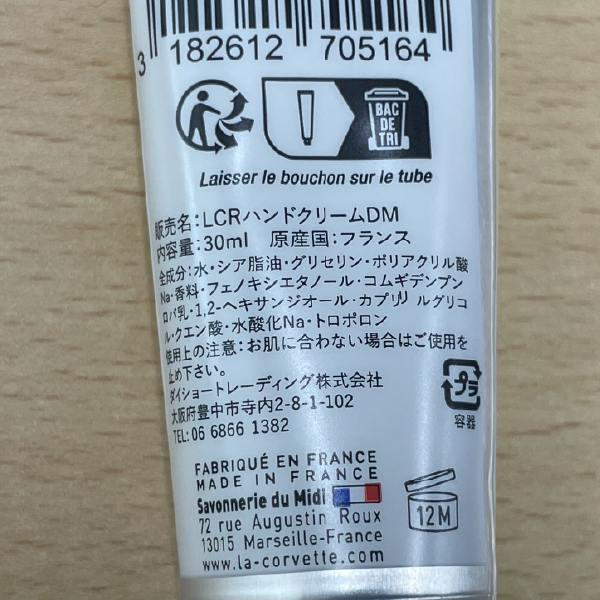 3 182612 705164
BAC DE TRI
Laisser le bouchon sur le tube
販売名:LCRハンドクリームDM
内容量:30ml 原産国:フランス
全成分:水・シア脂油・グリセリン・ポリアクリル酸
Na・香料・フェノキシエタノール・コムギデンプン
ロバ乳・1,2-ヘキサンジオール・カプリルグリコ
ル・クエン酸・水酸化Na・トロポロン
使用上の注意:お肌に合わない場合はご使用を
止め下さい。
ダイショートレーディング株式会社
大阪府豊中市寺内2-8-1-102
TEL: 06 6866 1382
プラ
容器
FABRIQUÉ EN FRANCE
MADE IN FRANCE
Savonnerie du Midi
72 rue Augustin Roux
13015 Marseille-France
www.la-corvette.com
12M